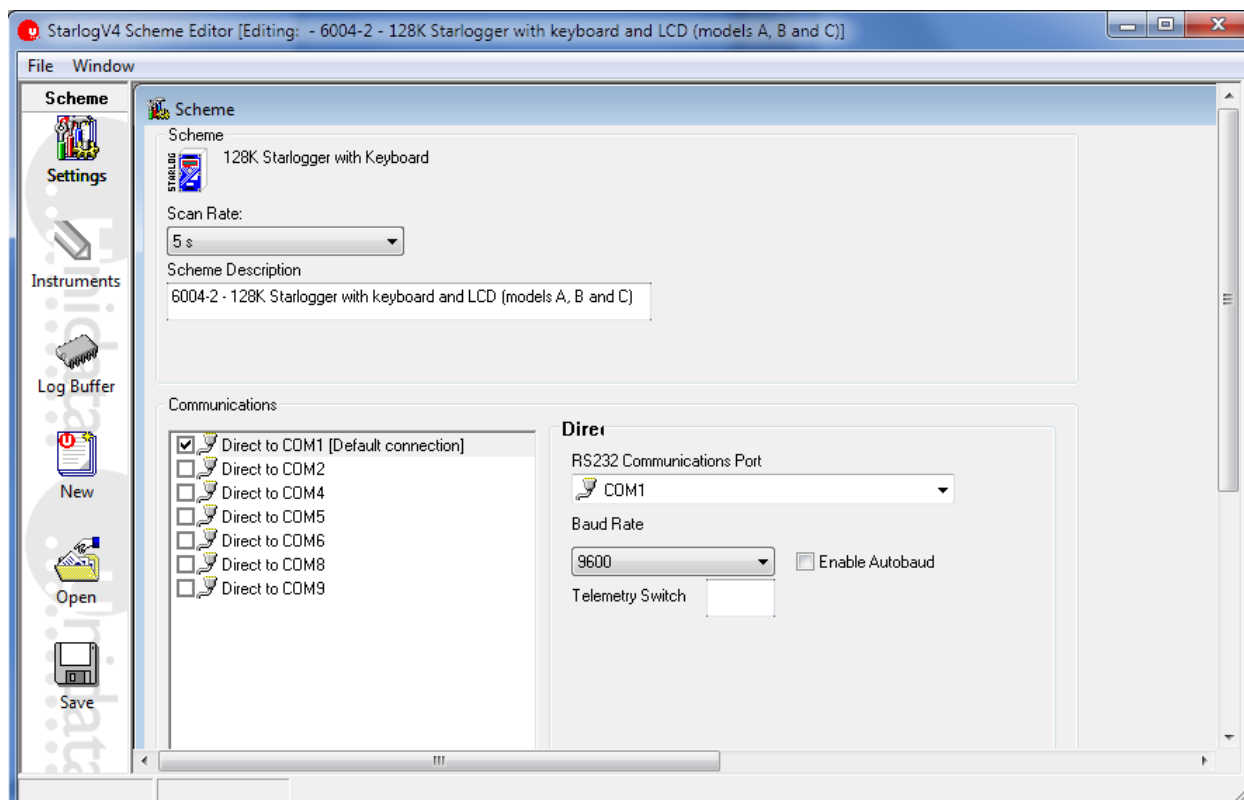 StarlogV4 Scheme Editor [Editing: - 6004-2 - 128K Starlogger with keyboard and LCD (models A, B and C)]
File Window
Scheme
Settings
Instruments
Log Buffer
New
Open
Save
Unidata
Scheme
Scheme
STARLOG
128K Starlogger with Keyboard
Scan Rate:
5 s
Scheme Description
6004-2 - 128K Starlogger with keyboard and LCD (models A, B and C)
Communications
Direct to COM1 [Default connection]
Direct to COM2
Direct to COM4
Direct to COM5
Direct to COM6
Direct to COM8
Direct to COM9
Direc
RS232 Communications Port
COM1
Baud Rate
9600
Enable Autobaud
Telemetry Switch